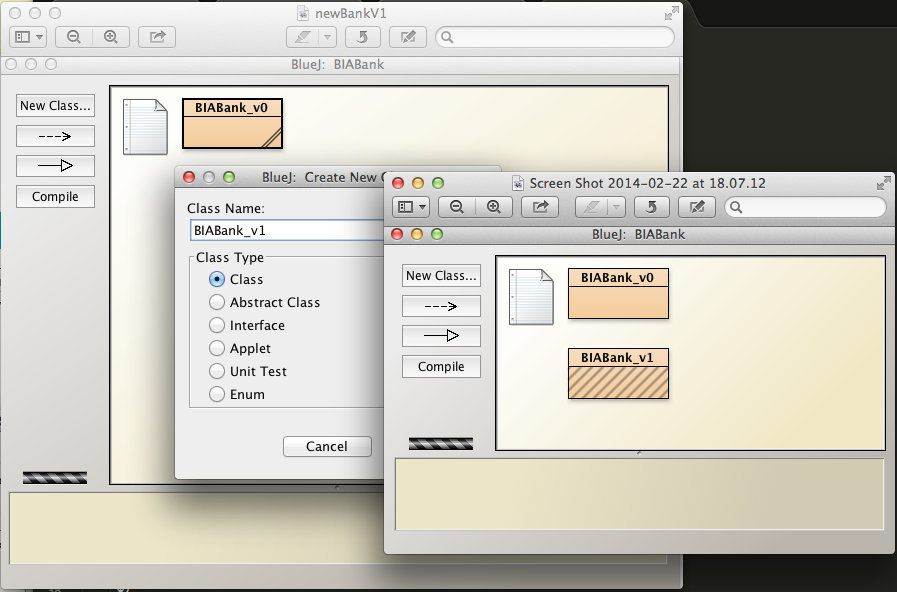 newBankV1
BlueJ: BIABank
New Class...
Compile
BIABank_v0
BlueJ: Create New
Class Name:
BIABank_v1
Class Type
Class
Abstract Class
Interface
Applet
Unit Test
Enum
Cancel
Screen Shot 2014-02-22 at 18.07.12
BlueJ: BIABank
New Class...
Compile
BIABank_v0
BIABank_v1